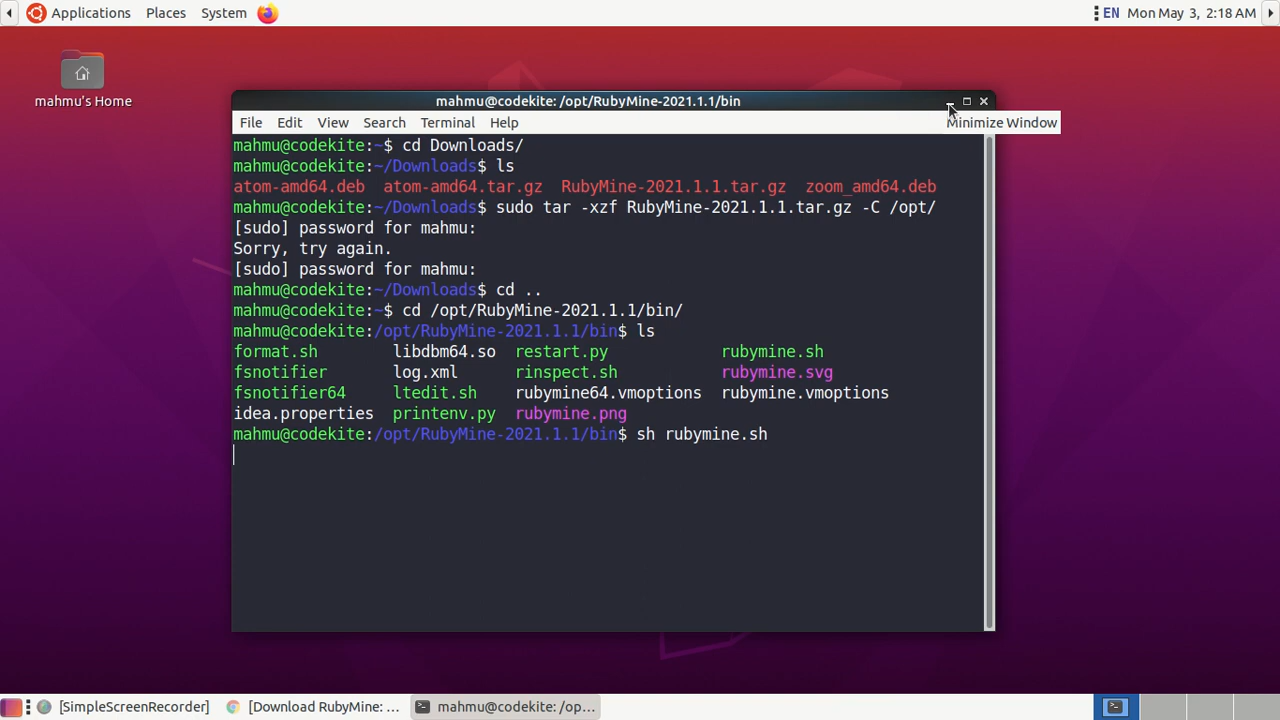 Applications Places System EN Mon May 3, 2:18 AM
mahmu's Home
mahmu@codekite: /opt/RubyMine-2021.1.1/bin
File Edit View Search Terminal Help Minimize Window
mahmu@codekite:~$ cd Downloads/
mahmu@codekite:~/Downloads$ ls
atom-amd64.deb atom-amd64.tar.gz RubyMine-2021.1.1.tar.gz zoom_amd64.deb
mahmu@codekite:~/Downloads$ sudo tar -xzf RubyMine-2021.1.1.tar.gz -C /opt/
[sudo] password for mahmu:
Sorry, try again.
[sudo] password for mahmu:
mahmu@codekite:~/Downloads$ cd ..
mahmu@codekite:~$ cd /opt/RubyMine-2021.1.1/bin/
mahmu@codekite:/opt/RubyMine-2021.1.1/bin$ ls
format.sh libdbm64.so restart.py rubymine.sh
fsnotifier log.xml rinspect.sh rubymine.svg
fsnotifier64 ltedit.sh rubymine64.vmoptions rubymine.vmoptions
idea.properties printenv.py rubymine.png
mahmu@codekite:/opt/RubyMine-2021.1.1/bin$ sh rubymine.sh
[SimpleScreenRecorder] [Download RubyMine: ... mahmu@codekite: /op...